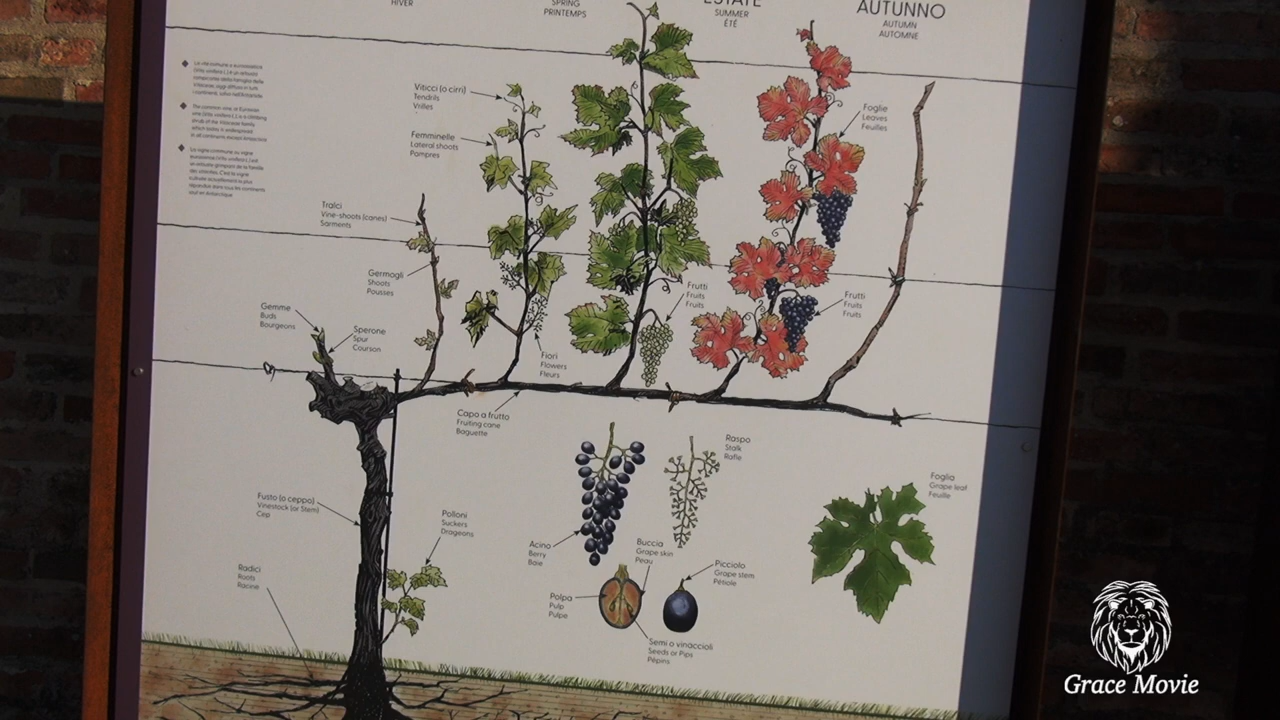 HIVER
SPRING
PRINTEMPS
ESTATE
SUMMER
ÉTÉ
AUTUNNO
AUTUMN
AUTOMNE
Viticci (o cirri)
Tendrils
Vrilles
Femminelle
Lateral shoots
Pampres
Foglie
Leaves
Feuilles
Tralci
Vine-shoots (canes)
Sarments
Germogli
Shoots
Pousses
Gemme
Buds
Bourgeons
Sperone
Spur
Courson
Frutti
Fruits
Fruits
Frutti
Fruits
Fruits
Fiori
Flowers
Fleurs
Capo a frutto
Fruiting cane
Baguette
Raspo
Stalk
Rafle
Foglia
Grape leaf
Feuille
Fusto (o ceppo)
Vinestock (or Stem)
Cep
Polloni
Suckers
Drageons
Acino
Berry
Baie
Buccia
Grape skin
Peau
Picciolo
Grape stem
Pétiole
Radici
Roots
Racine
Polpa
Pulp
Pulpe
Semi o vinaccioli
Seeds or Pips
Pépins
Grace Movie